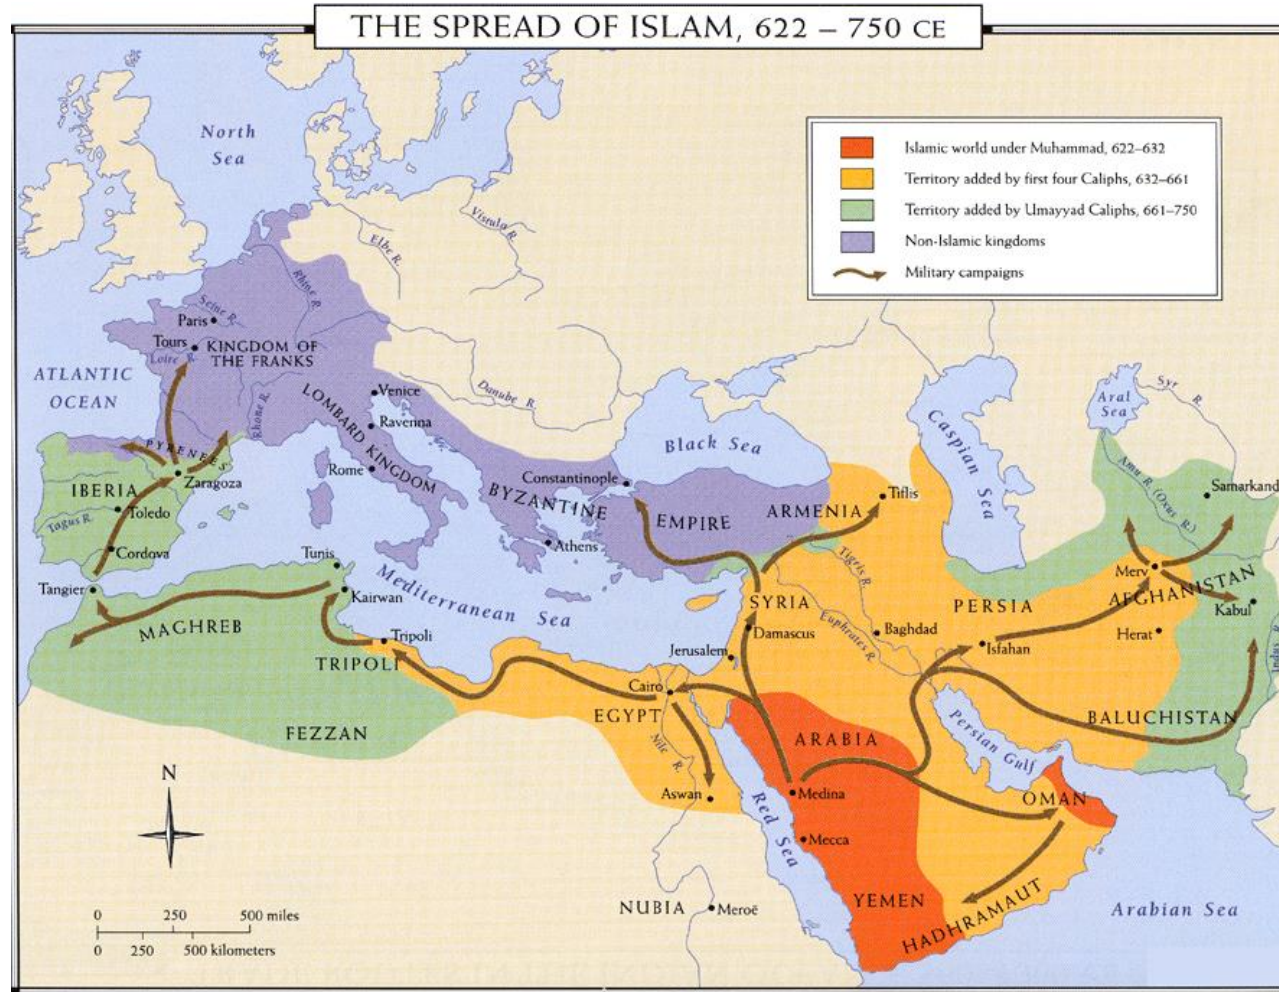 THE SPREAD OF ISLAM, 622 – 750 CE
Islamic world under Muhammad, 622–632
Territory added by first four Caliphs, 632–661
Territory added by Umayyad Caliphs, 661–750
Non-Islamic kingdoms
Military campaigns
North
Sea
Vistula R.
Elbe R.
Rhine R.
Seine R.
Paris
Tours
KINGDOM OF
THE FRANKS
Loire R.
ATLANTIC
OCEAN
Rhone R.
Danube R.
Venice
Ravenna
LOMBARD KINGDOM
Rome
PYRENEES
Zaragoza
IBERIA
Toledo
Tagus R.
Cordova
Tangier
Tunis
Kairwan
MAGHREB
Mediterranean Sea
Tripoli
TRIPOLI
FEZZAN
Black Sea
Constantinople
BYZANTINE
EMPIRE
Athens
ARMENIA
Tiflis
Caspian Sea
Aral
Sea
Syr
R.
Amu R. (Oxus R.)
Samarkand
Merv
AFGHANISTAN
Kabul
Herat
Indus
PERSIA
Isfahan
Tigris R.
Euphrates R.
Baghdad
SYRIA
Damascus
Jerusalem
Cairo
EGYPT
Nile R.
Aswan
BALUCHISTAN
Persian Gulf
ARABIA
OMAN
Medina
Mecca
Red Sea
YEMEN
HADHRAMAUT
Arabian Sea
NUBIA
Meroë
N
0 250 500 miles
0 250 500 kilometers